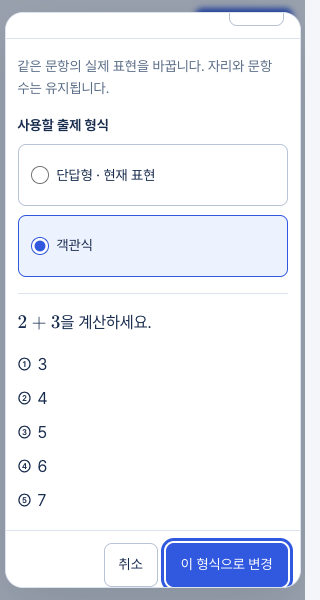 같은 문항의 실제 표현을 바꿉니다. 자리와 문항
수는 유지됩니다.
사용할 출제 형식
단답형 · 현재 표현
객관식
2 + 3을 계산하세요.
① 3
② 4
③ 5
④ 6
⑤ 7
취소
이 형식으로 변경